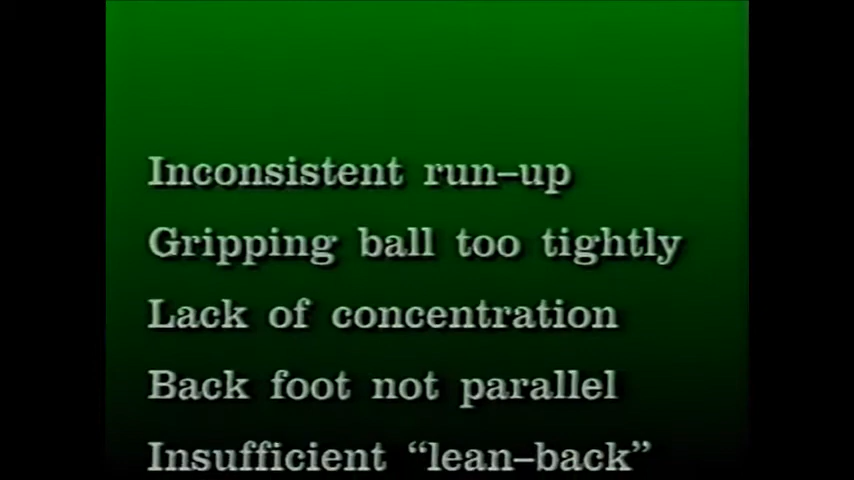 Inconsistent run–up
Gripping ball too tightly
Lack of concentration
Back foot not parallel
Insufficient “lean–back”